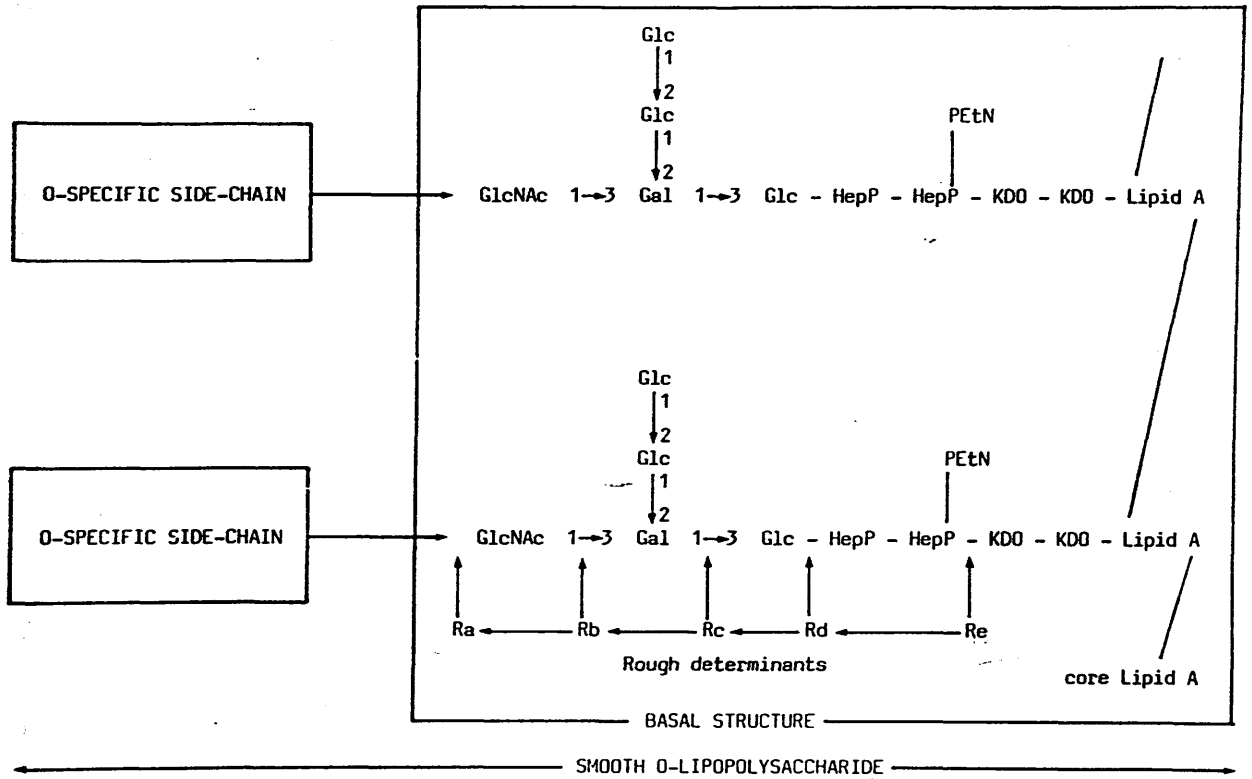 Glc
1
2
Glc
PEtN
1
2
O-SPECIFIC SIDE-CHAIN
GlcNAc 1→3 Gal 1→3 Glc - HepP - HepP - KDO - KDO - Lipid A
Glc
1
2
Glc
PEtN
1
2
O-SPECIFIC SIDE-CHAIN
GlcNAc 1→3 Gal 1→3 Glc - HepP - HepP - KDO - KDO - Lipid A
Ra Rb Rc Rd Re
Rough determinants
core Lipid A
BASAL STRUCTURE
SMOOTH O-LIPOPOLYSACCHARIDE